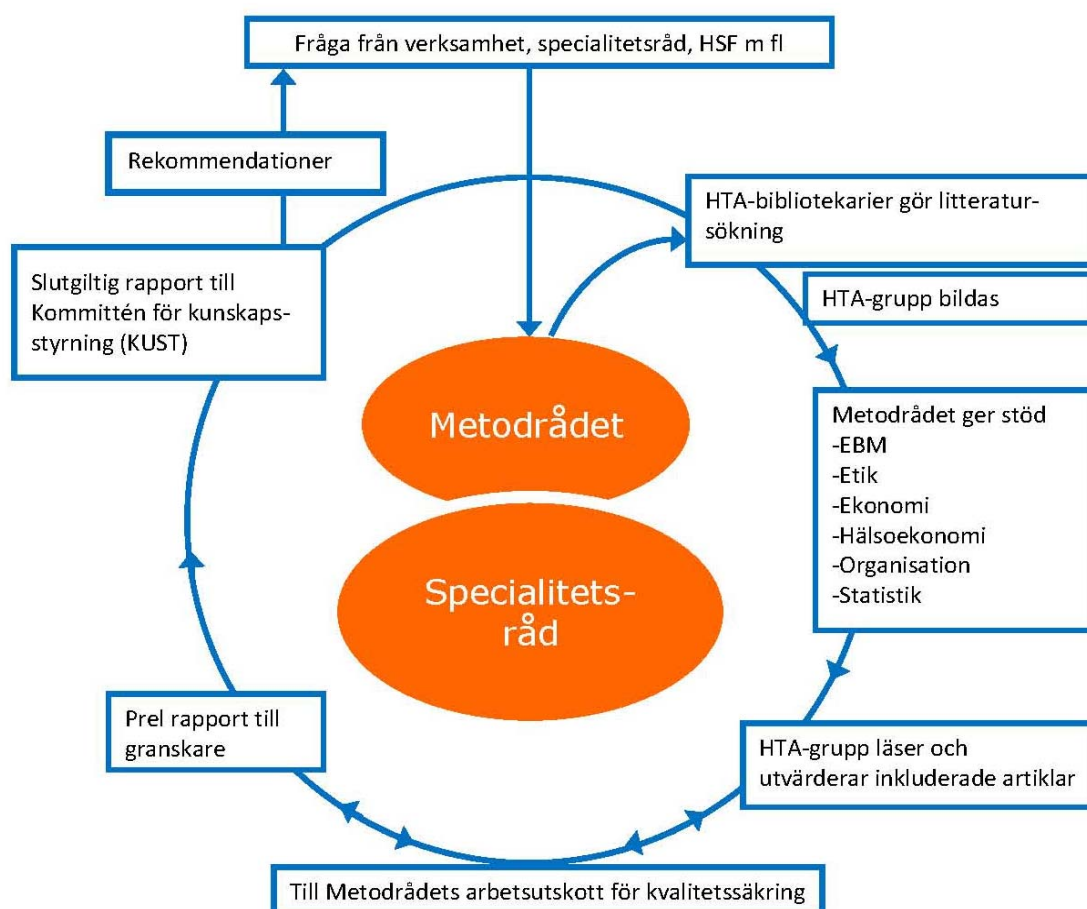 Fråga från verksamhet, specialitetsråd, HSF m fl
Rekommendationer
HTA-bibliotekarier gör litteratur-
sökning
HTA-grupp bildas
Slutgiltig rapport till
Kommittén för kunskaps-
styrning (KUST)
Metodrådet
Metodrådet ger stöd
-EBM
-Etik
-Ekonomi
-Hälsoekonomi
-Organisation
-Statistik
Specialitets-
råd
Prel rapport till
granskare
HTA-grupp läser och
utvärderar inkluderade artiklar
Till Metodrådets arbetsutskott för kvalitetssäkring